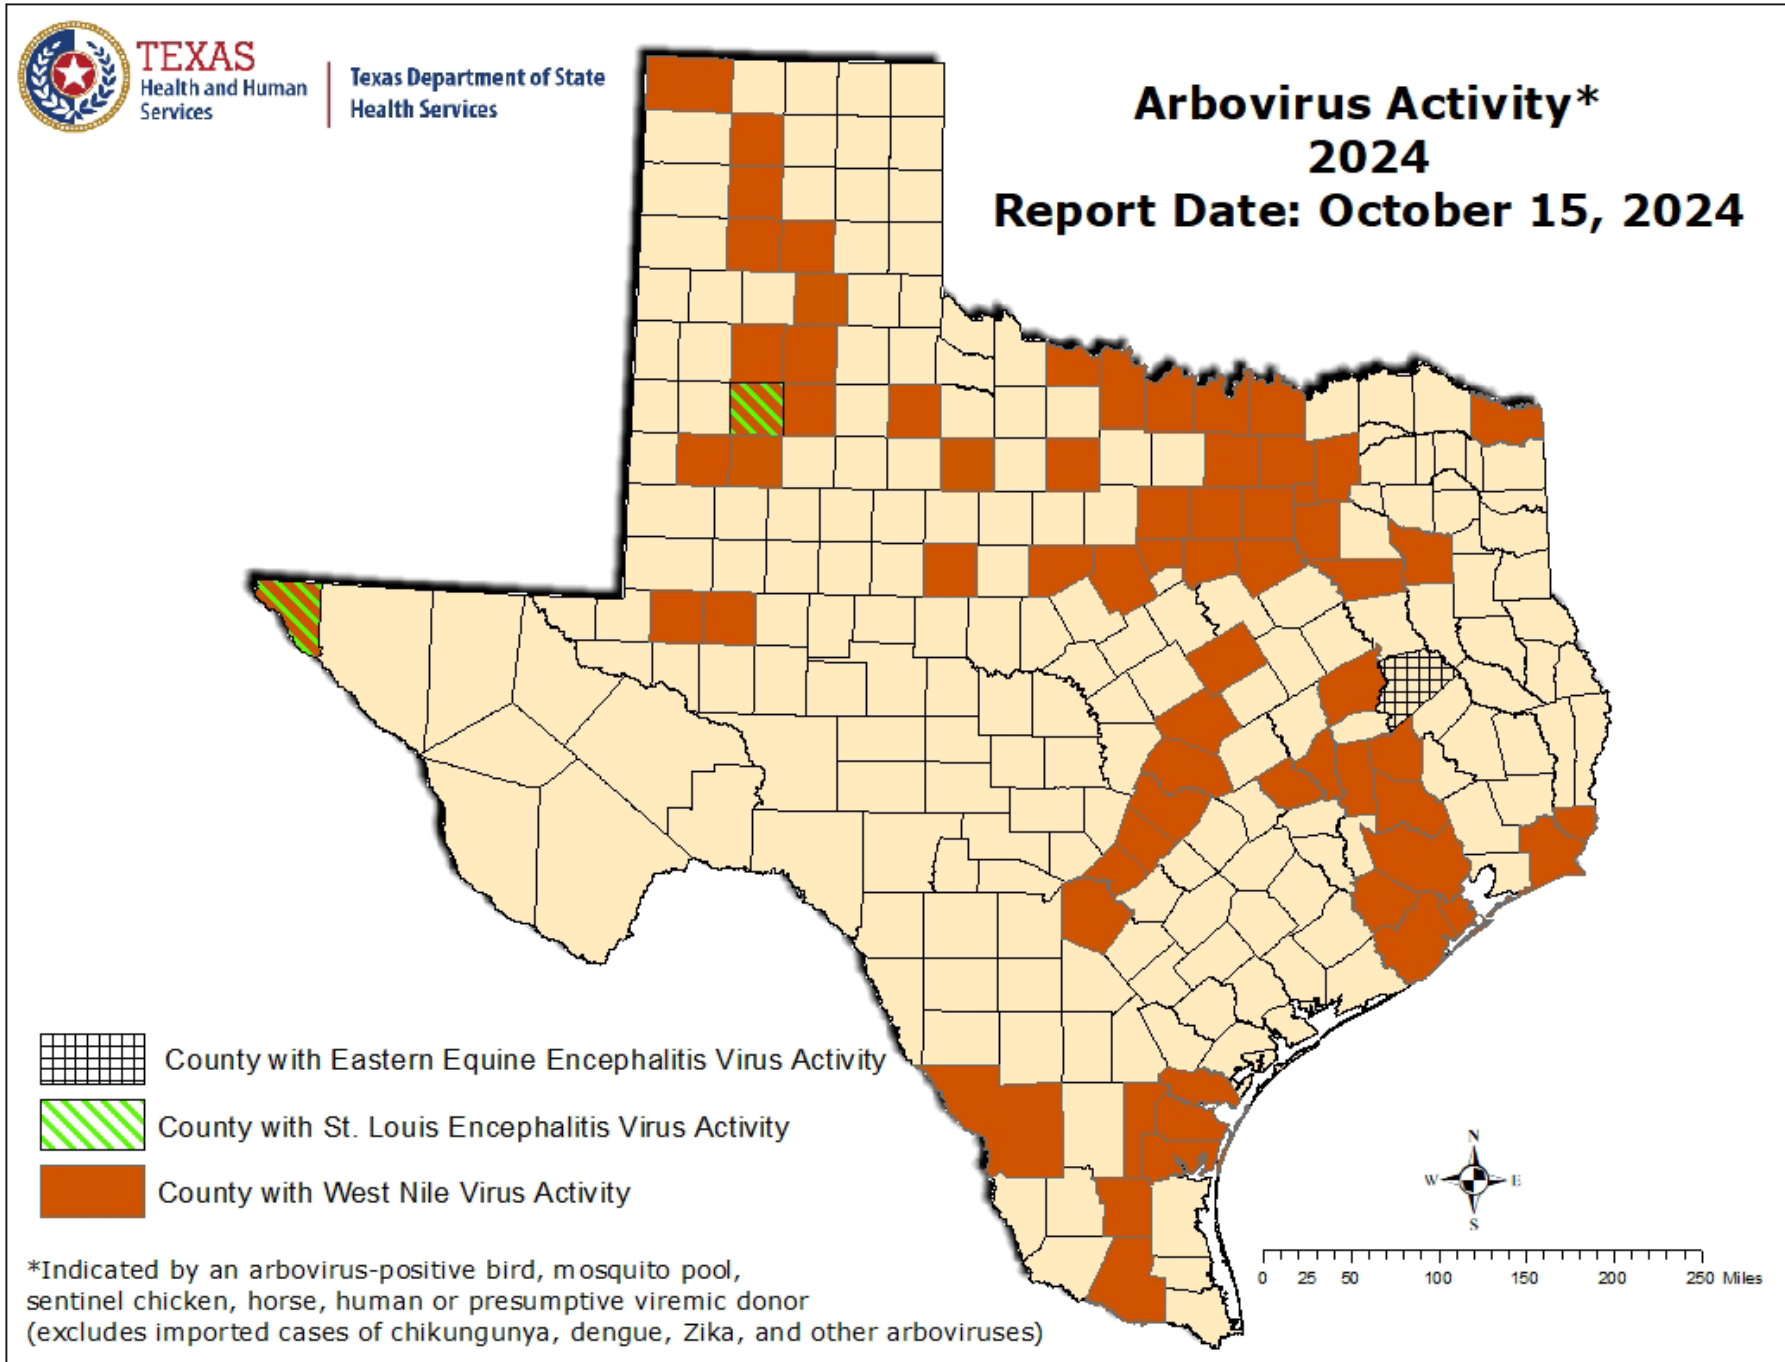 TEXAS
Health and Human
Services
Texas Department of State
Health Services
Arbovirus Activity*
2024
Report Date: October 15, 2024
County with Eastern Equine Encephalitis Virus Activity
County with St. Louis Encephalitis Virus Activity
County with West Nile Virus Activity
*Indicated by an arbovirus-positive bird, mosquito pool,
sentinel chicken, horse, human or presumptive viremic donor
(excludes imported cases of chikungunya, dengue, Zika, and other arboviruses)
N
W E
S
0 25 50 100 150 200 250 Miles